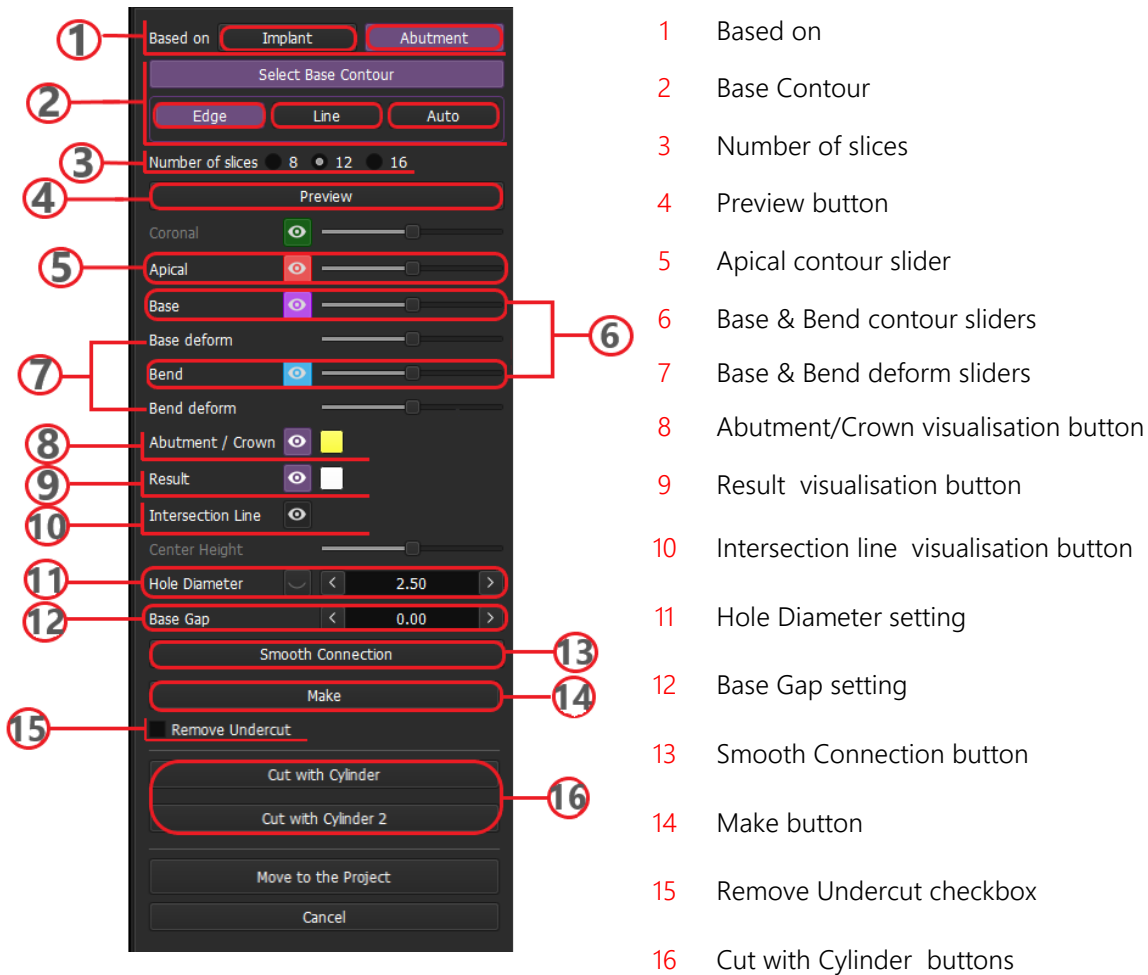 1 Based on Implant Abutment
Select Base Contour
2 Edge Line Auto
3 Number of slices 8 12 16
4 Preview
Coronal
5 Apical
Base
6
Base deform
7 Bend
Bend deform
8 Abutment / Crown
9 Result
10 Intersection Line
Center Height
11 Hole Diameter < 2.50 >
12 Base Gap < 0.00 >
Smooth Connection 13
Make 14
15 Remove Undercut
Cut with Cylinder
16
Cut with Cylinder 2
Move to the Project
Cancel
1 Based on
2 Base Contour
3 Number of slices
4 Preview button
5 Apical contour slider
6 Base & Bend contour sliders
7 Base & Bend deform sliders
8 Abutment/Crown visualisation button
9 Result visualisation button
10 Intersection line visualisation button
11 Hole Diameter setting
12 Base Gap setting
13 Smooth Connection button
14 Make button
15 Remove Undercut checkbox
16 Cut with Cylinder buttons